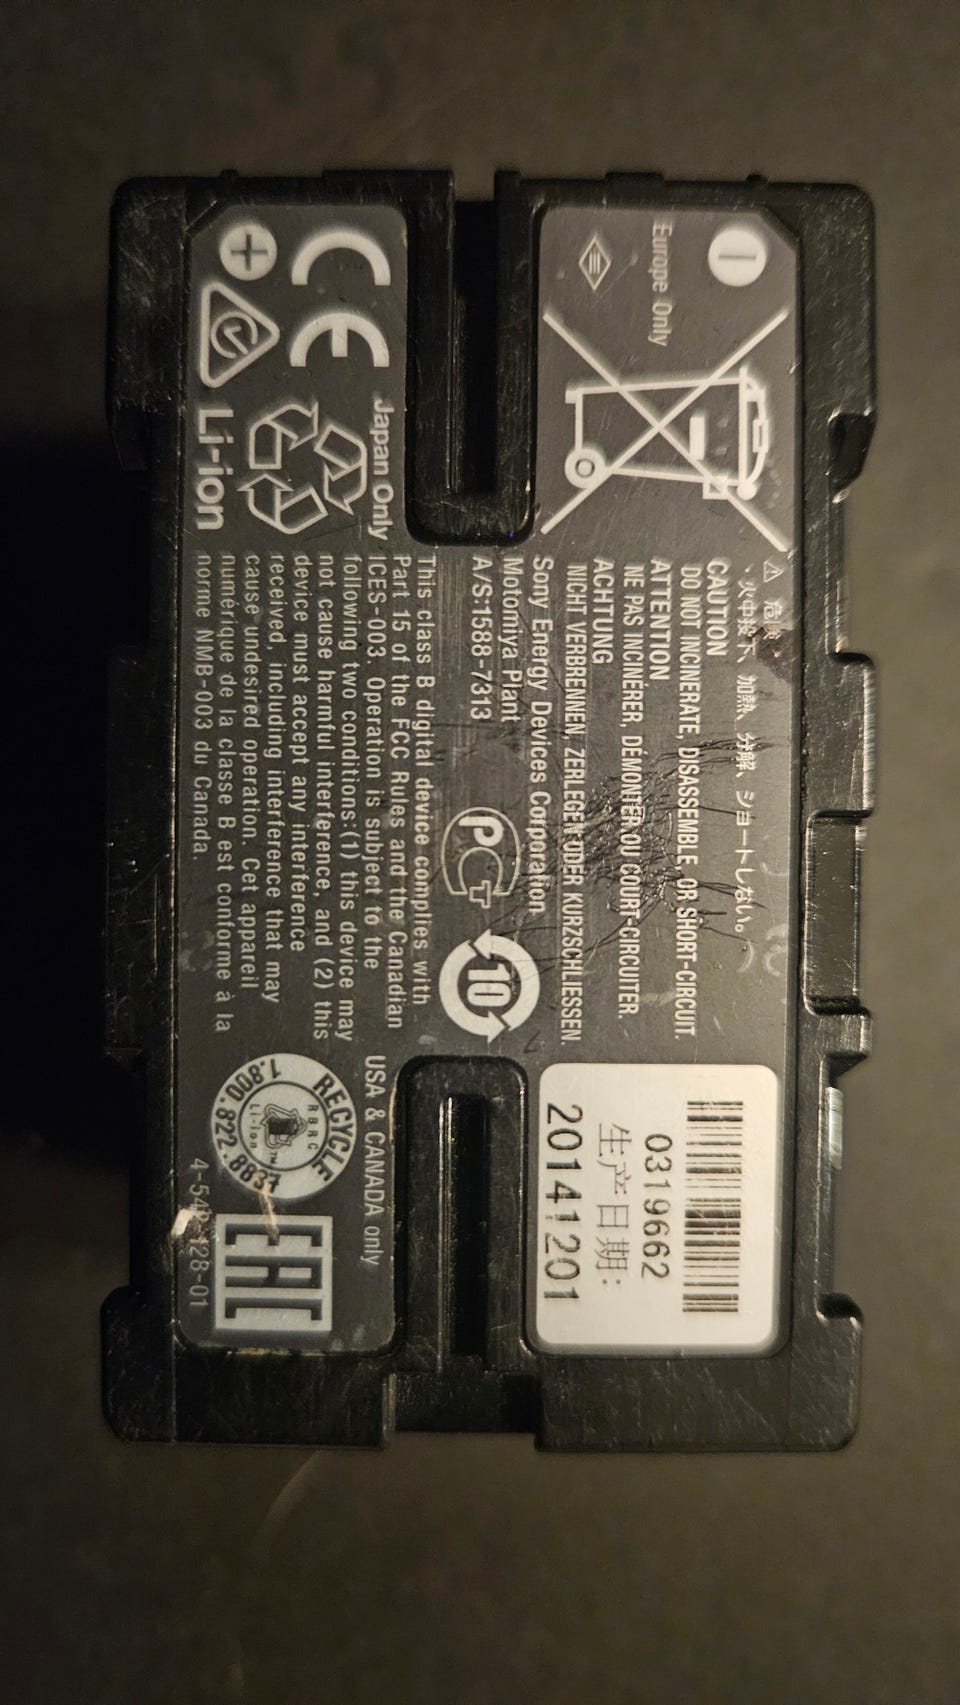 Europe Only
⚠ 危険
・火中投下、加熱、分解、ショートしない。
CAUTION
DO NOT INCINERATE, DISASSEMBLE OR SHORT-CIRCUIT.
ATTENTION
NE PAS INCINÉRER, DÉMONTER OU COURT-CIRCUITER
ACHTUNG
NICHT VERBRENNEN, ZERLEGEN ODER KURZSCHLIESSEN.
Sony Energy Devices Corporation
Motomiya Plant
A/S:1588-7313
PCT
10
0319662
生产日期:
20141201
CE
Japan Only
Li-ion
This class B digital device complies with
Part 15 of the FCC Rules and the Canadian
ICES-003. Operation is subject to the
following two conditions:(1) this device may
not cause harmful interference, and (2) this
device must accept any interference
received, including interference that may
cause undesired operation. Cet appareil
numérique de la classe B est conforme à la
norme NMB-003 du Canada.
USA & CANADA only
RECYCLE
RBRC
Li-ion
TM
1.800.822.8837
EAC